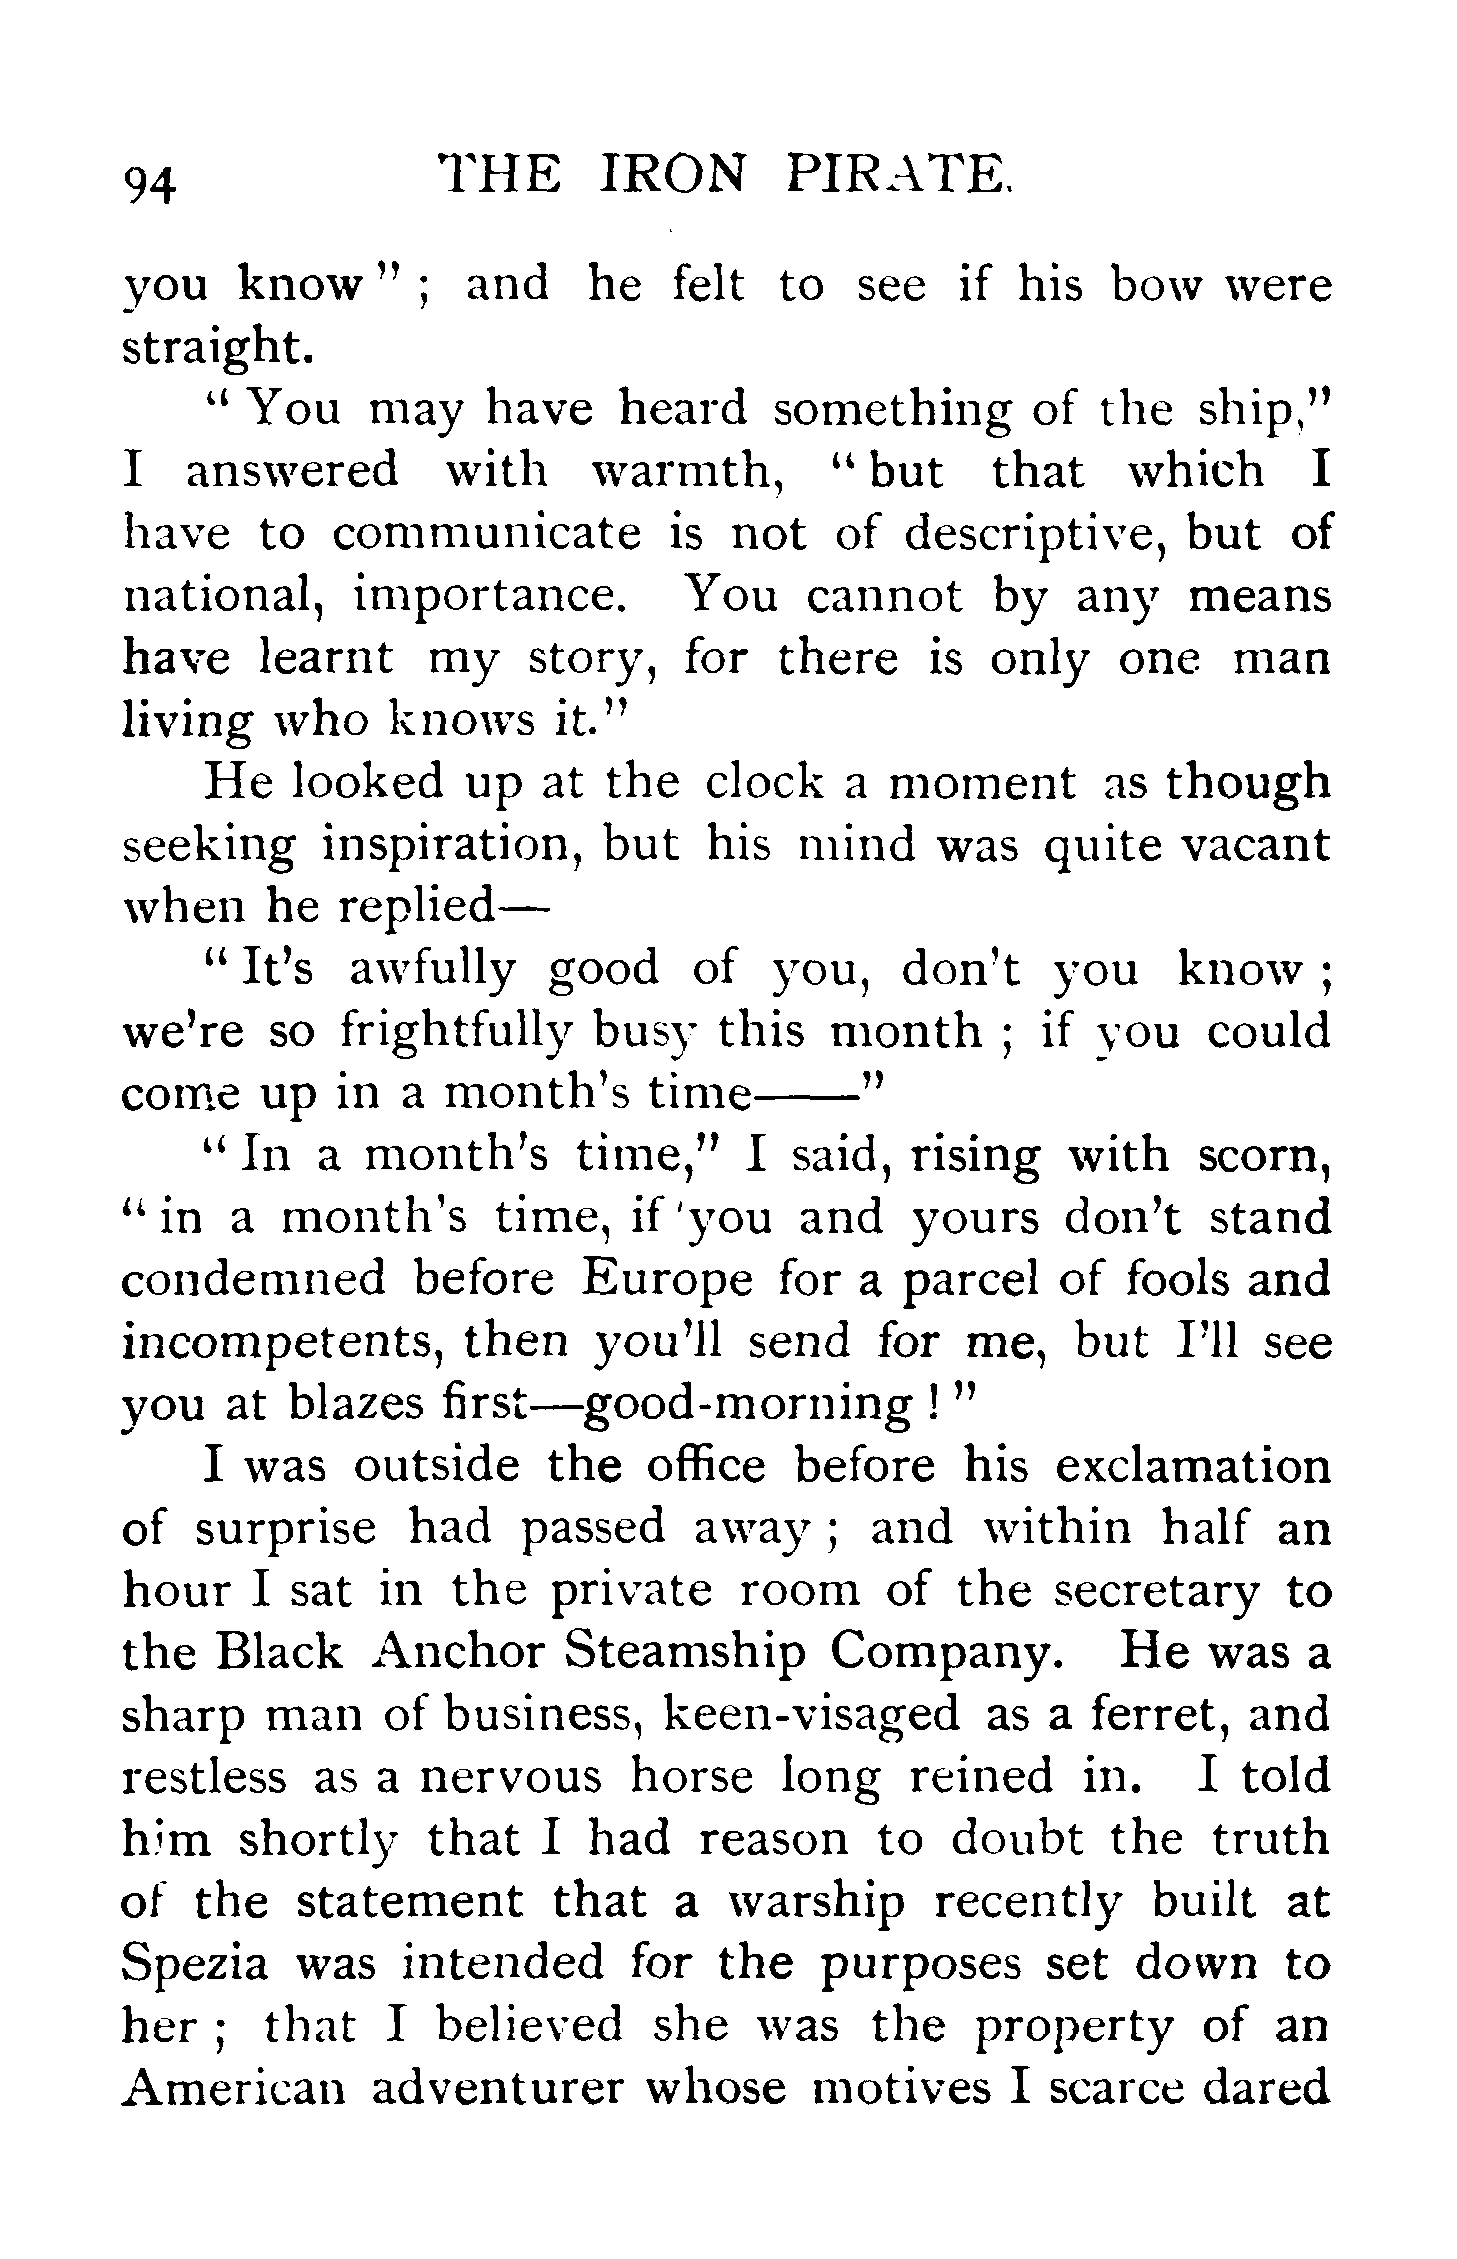 94 THE IRON PIRATE.
you know" ; and he felt to see if his bow were
straight.
"You may have heard something of the ship,"
I answered with warmth, "but that which I
have to communicate is not of descriptive, but of
national, importance. You cannot by any means
have learnt my story, for there is only one man
living who knows it."
He looked up at the clock a moment as though
seeking inspiration, but his mind was quite vacant
when he replied—
"It's awfully good of you, don't you know ;
we're so frightfully busy this month ; if you could
come up in a month's time——"
"In a month's time," I said, rising with scorn,
"in a month's time, if you and yours don't stand
condemned before Europe for a parcel of fools and
incompetents, then you'll send for me, but I'll see
you at blazes first—good-morning ! "
I was outside the office before his exclamation
of surprise had passed away ; and within half an
hour I sat in the private room of the secretary to
the Black Anchor Steamship Company. He was a
sharp man of business, keen-visaged as a ferret, and
restless as a nervous horse long reined in. I told
him shortly that I had reason to doubt the truth
of the statement that a warship recently built at
Spezia was intended for the purposes set down to
her ; that I believed she was the property of an
American adventurer whose motives I scarce dared